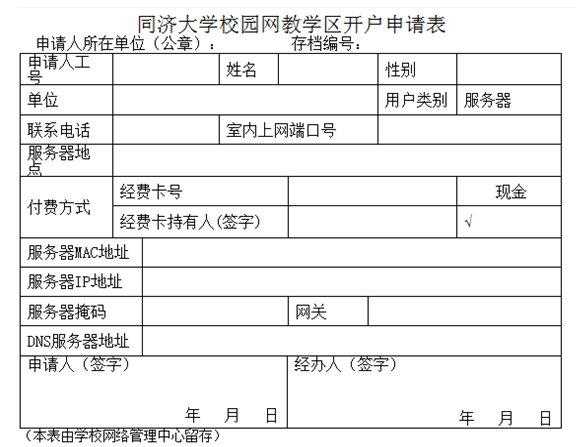 同济大学校园网教学区开户申请表
申请人所在单位（公章）： 存档编号：
申请人工号 姓名 性别
单位 用户类别 服务器
联系电话 室内上网端口号
服务器地点
付费方式 经费卡号 现金
经费卡持有人(签字) √
服务器MAC地址
服务器IP地址
服务器掩码 网关
DNS服务器地址
申请人（签字） 经办人（签字）
年 月 日 年 月 日
（本表由学校网络管理中心留存）